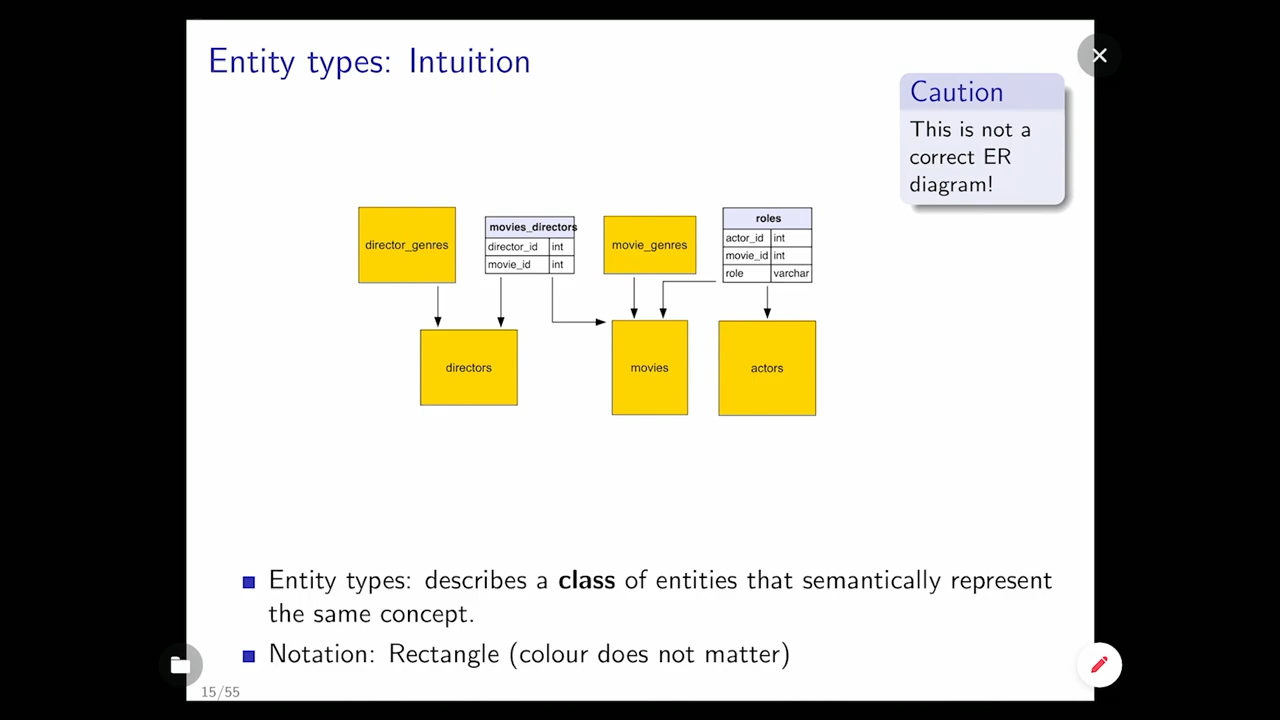 Entity types: Intuition
Caution
This is not a
correct ER
diagram!
director_genres
movies_directors
director_id int
movie_id int
movie_genres
roles
actor_id int
movie_id int
role varchar
directors
movies
actors
Entity types: describes a class of entities that semantically represent
the same concept.
Notation: Rectangle (colour does not matter)
15/55